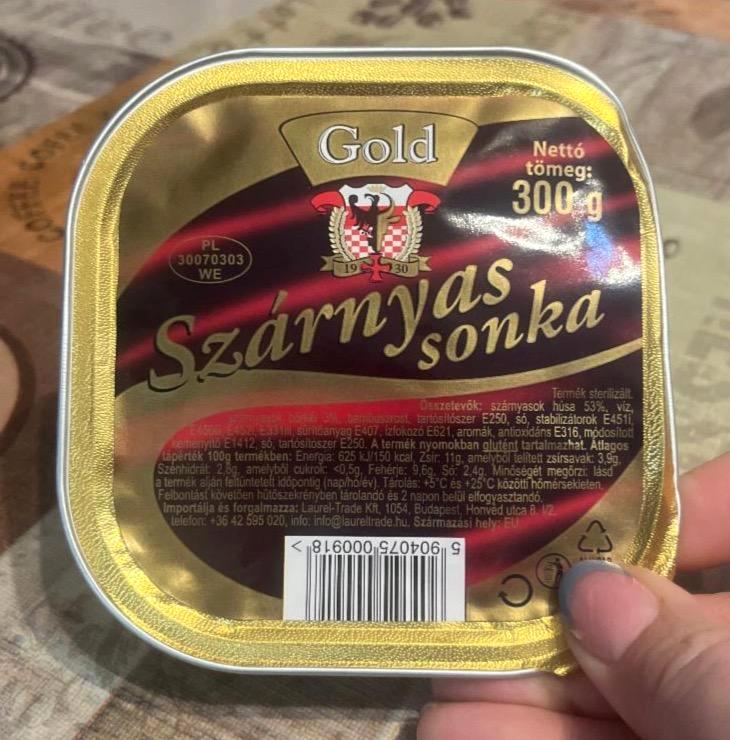 Gold
Nettó
tömeg:
300 g
PL
30070303
WE
19 30
Szárnyas
sonka
Termék sterilizált.
Összetevők: szárnyasok húsa 53%, víz,
bőrkék 3%, tartósítószer E250, só, stabilizátorok E451i,
E331iii, sűrítőanyag E407, ízfokozó E621, aromák, antioxidáns E316, módosított
keményítő E1412, só, tartósítószer E250. A termék nyomokban glutént tartalmazhat. Átlagos
tápérték 100g termékben: Energia: 625 kJ/150 kcal, Zsír: 11g, amelyből telített zsírsavak: 3,9g,
Szénhidrát: 2,8g, amelyből cukrok: <0,5g, Fehérje: 9,6g, Só: 2,4g. Minőségét megőrzi: lásd
a termék alján feltüntetett időpontig (nap/hó/év). Tárolás: +5°C és +25°C közötti hőmérsékleten.
Felbontást követően hűtőszekrényben tárolandó és 2 napon belül elfogyasztandó.
Importálja és forgalmazza: Laurel-Trade Kft, 1054, Budapest, Honvéd utca 8. I/2.
telefon: +36 42 595 020, info: info@laureltrade.hu. Származási hely: EU
5 904075 000918 >
COFFEE